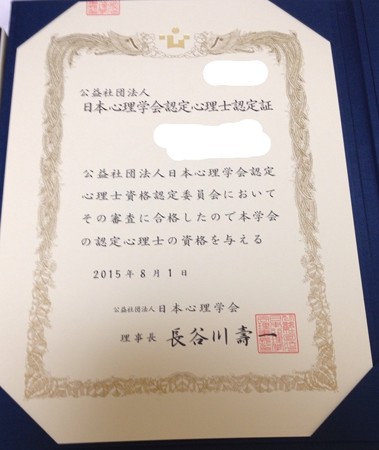 公益社団法人
日本心理学会認定心理士認定証
公益社団法人日本心理学会認定
心理士資格認定委員会において
その審査に合格したので本学会
の認定心理士の資格を与える
2015年8月1日
公益社団法人日本心理学会
理事長 長谷川壽一